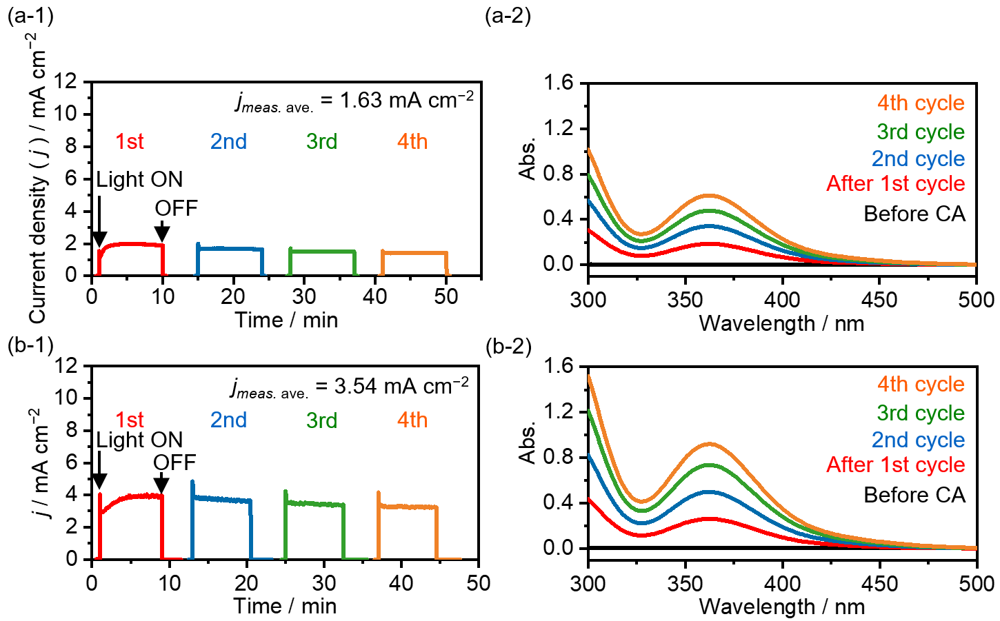 (a-1)
Current density ( j ) / mA cm−2
12
10
8
6
4
2
0
jmeas. ave. = 1.63 mA cm−2
1st 2nd 3rd 4th
Light ON
OFF
0 10 20 30 40 50
Time / min
(a-2)
Abs.
1.6
1.2
0.8
0.4
0.0
4th cycle
3rd cycle
2nd cycle
After 1st cycle
Before CA
300 350 400 450 500
Wavelength / nm
(b-1)
j / mA cm−2
12
10
8
6
4
2
0
jmeas. ave. = 3.54 mA cm−2
1st 2nd 3rd 4th
Light ON
OFF
0 10 20 30 40 50
Time / min
(b-2)
Abs.
1.6
1.2
0.8
0.4
0.0
4th cycle
3rd cycle
2nd cycle
After 1st cycle
Before CA
300 350 400 450 500
Wavelength / nm